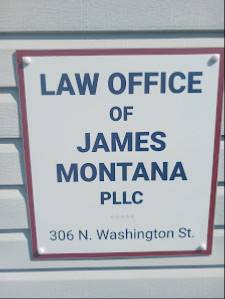 LAW OFFICE
OF
JAMES
MONTANA
PLLC
306 N. Washington St.